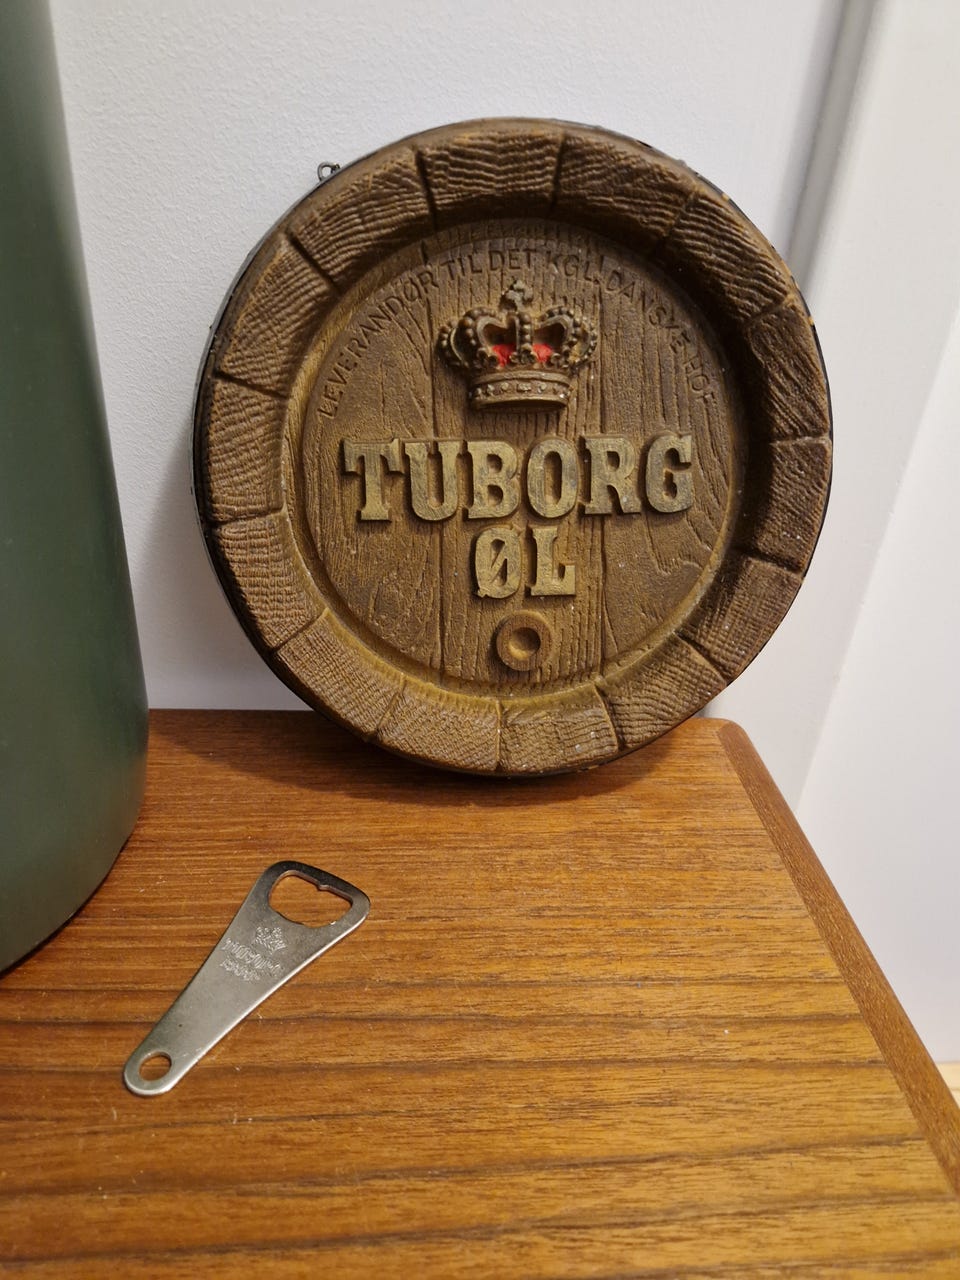 LEVERANDØR TIL DET KGL. DANSKE HOF
TUBORG
ØL